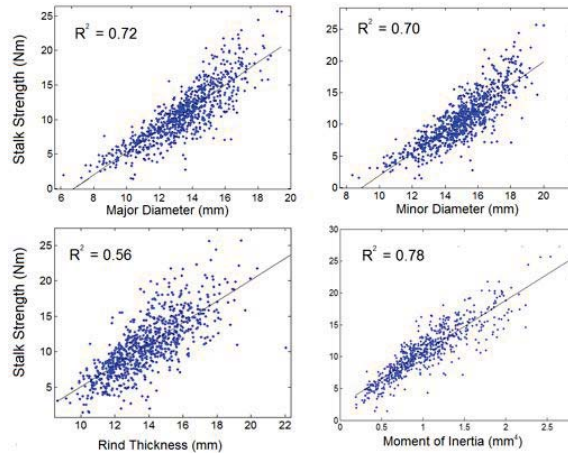 R² = 0.72
Stalk Strength (Nm)
25
20
15
10
5
0
6 8 10 12 14 16 18 20
Major Diameter (mm)
R² = 0.70
25
20
15
10
5
0
8 10 12 14 16 18 20
Minor Diameter (mm)
R² = 0.56
Stalk Strength (Nm)
25
20
15
10
5
10 12 14 16 18 20 22
Rind Thickness (mm)
R² = 0.78
30
25
20
15
10
5
0
0 0.5 1 1.5 2 2.5
Moment of Inertia (mm⁴)